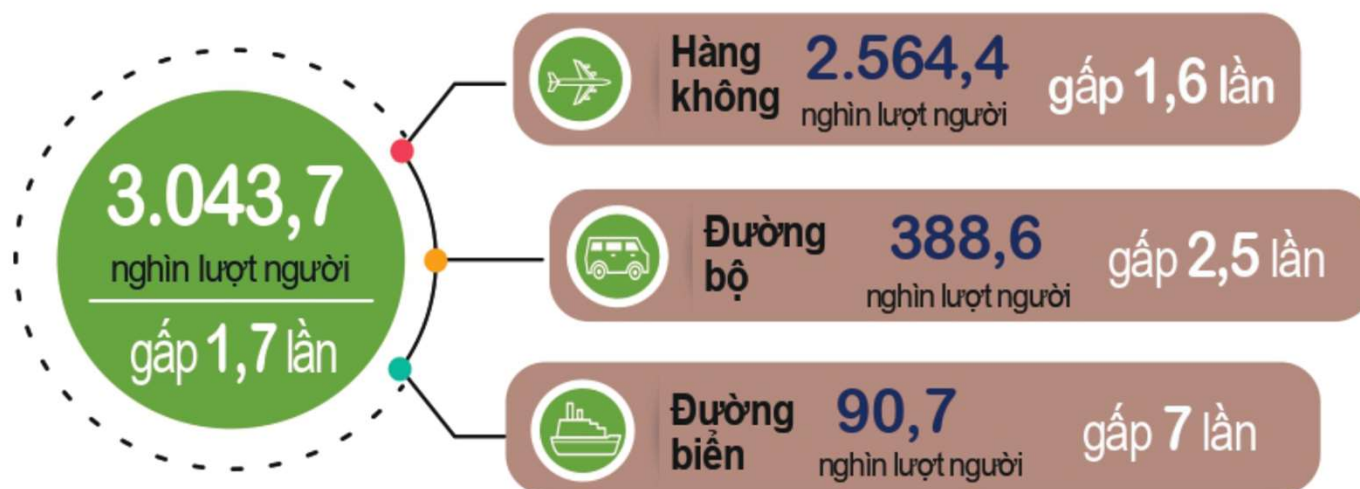 3.043,7
nghìn lượt người
gấp 1,7 lần
Hàng
không
2.564,4
nghìn lượt người
gấp 1,6 lần
Đường
bộ
388,6
nghìn lượt người
gấp 2,5 lần
Đường
biển
90,7
nghìn lượt người
gấp 7 lần